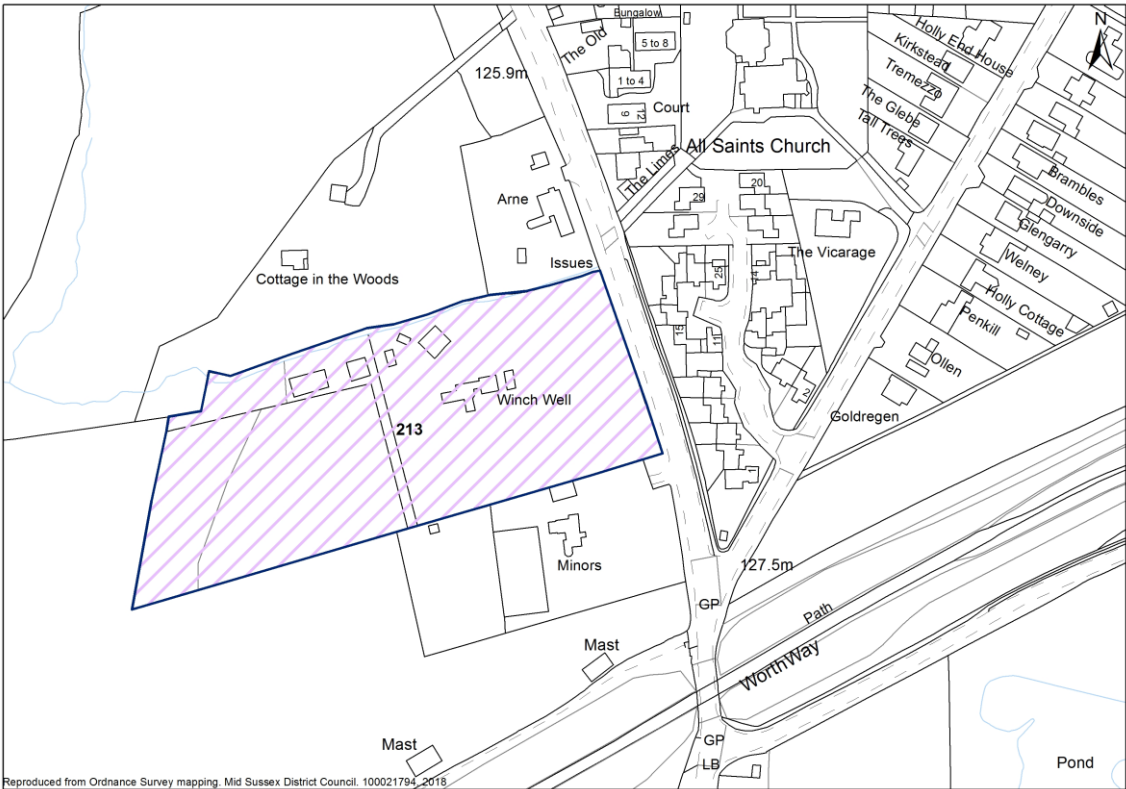 Bungalow
The Old
5 to 8
1 to 4
125.9m
9
12
Court
Holly End House
Kirkstead
Tremezzo
The Glebe
Tall Trees
N
All Saints Church
The Limes
Arne
29
20
Brambles
Downside
Glengarry
Welney
Holly Cottage
Penkill
Ollen
Goldregen
The Vicarage
Issues
Cottage in the Woods
25
14
15
11
2
1
Winch Well
213
Minors
127.5m
GP
Path
WorthWay
Mast
Mast
GP
LB
Pond
Reproduced from Ordnance Survey mapping. Mid Sussex District Council. 100021794. 2018